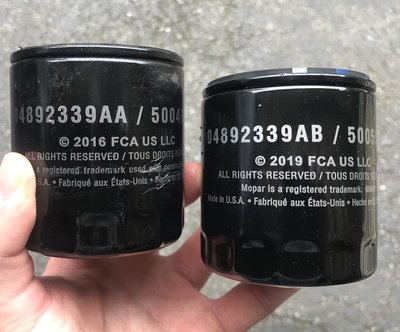 04892339AA / 5004
© 2016 FCA US LLC
ALL RIGHTS RESERVED / TOUS DROITS
is a registered trademark used with
U.S.A. • Fabriqué aux États-Unis • Hecho
04892339AB / 5005
© 2019 FCA US LLC
ALL RIGHTS RESERVED / TOUS DROITS
Mopar is a registered trademark.
Made in U.S.A. • Fabriqué aux États-Unis • Hecho en